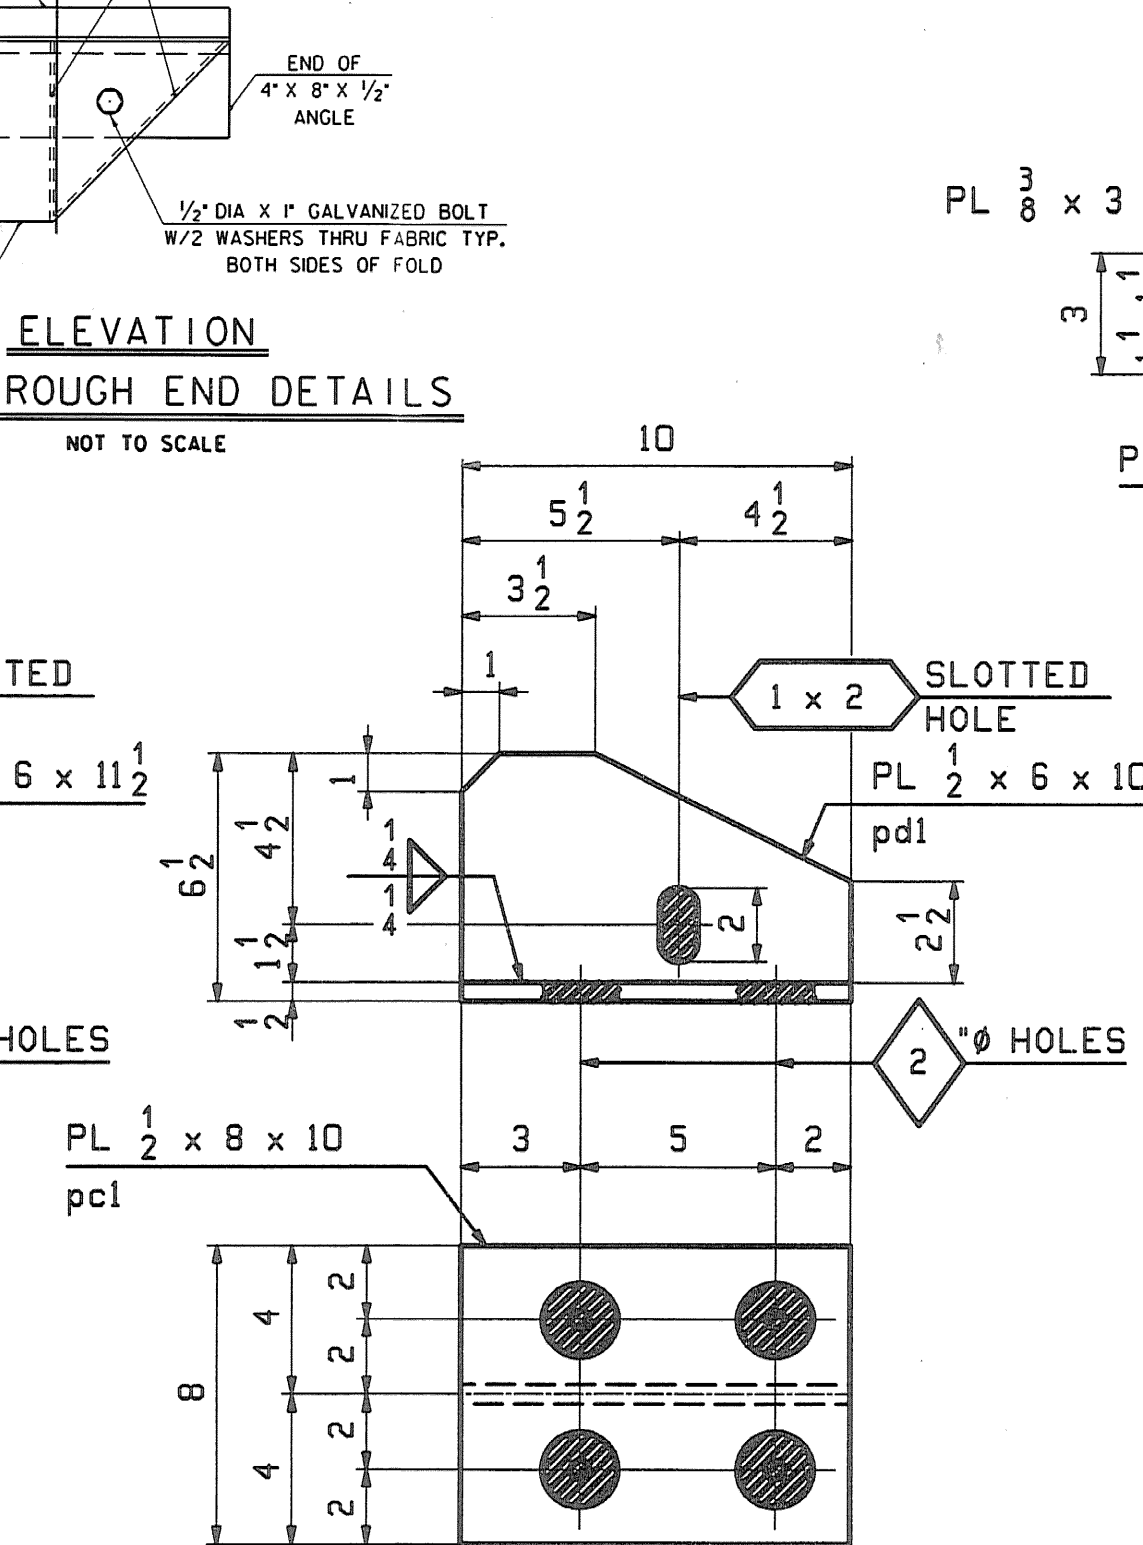 END OF
4" X 8" X 1/2"
ANGLE
1/2" DIA X 1" GALVANIZED BOLT
W/2 WASHERS THRU FABRIC TYP.
BOTH SIDES OF FOLD
ELEVATION
ROUGH END DETAILS
NOT TO SCALE
PL 3/8 x 3
3
1
1
P
10
5 1/2
4 1/2
3 1/2
1
TED
6 x 11 1/2
1 x 2
SLOTTED
HOLE
PL 1/2 x 6 x 10
pd1
6 1/2
4 1/2
1
1/4
1/4
1 1/2
1/2
2
2 1/2
HOLES
2
"ø HOLES
PL 1/2 x 8 x 10
pc1
3
5
2
8
4
4
2
2
2
2